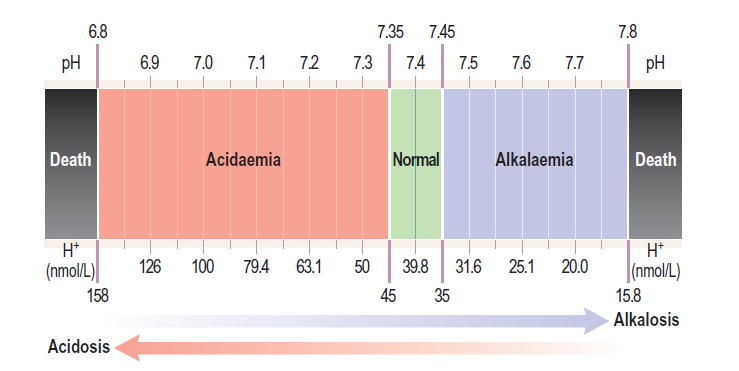 6.8 7.35 7.45 7.8
pH 6.9 7.0 7.1 7.2 7.3 7.4 7.5 7.6 7.7 pH
Death Acidaemia Normal Alkalaemia Death
H⁺ H⁺
(nmol/L) 126 100 79.4 63.1 50 39.8 31.6 25.1 20.0 (nmol/L)
158 45 35 15.8
Alkalosis
Acidosis